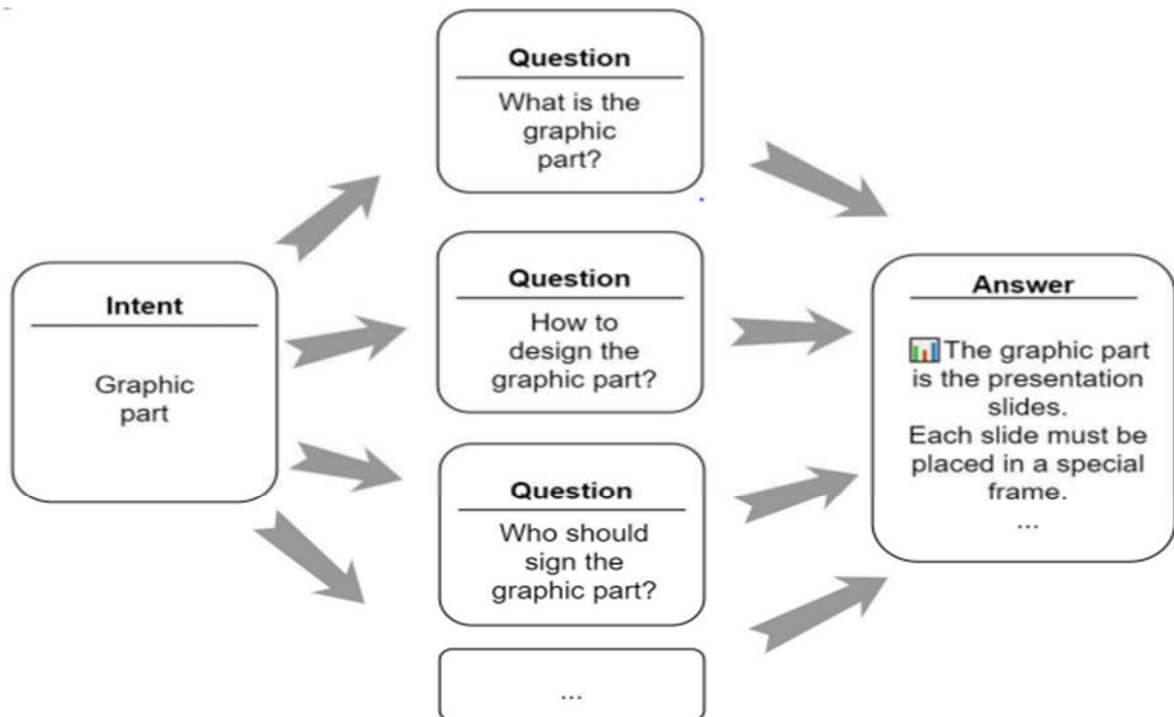 Question
What is the
graphic
part?
Intent
Graphic
part
Question
How to
design the
graphic part?
Question
Who should
sign the
graphic part?
...
Answer
📊 The graphic part
is the presentation
slides.
Each slide must be
placed in a special
frame.
...